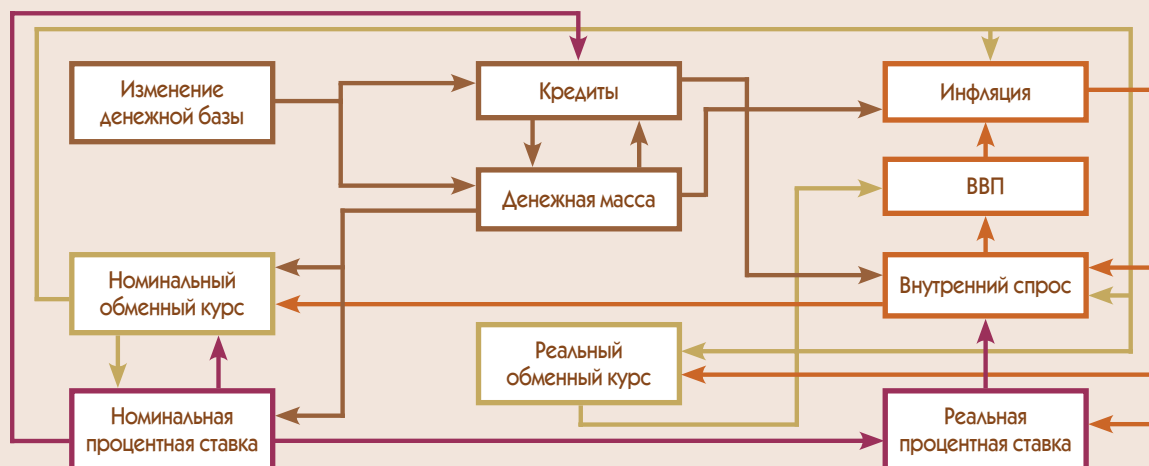 Изменение
денежной базы
Кредиты
Инфляция
Денежная масса
ВВП
Номинальный
обменный курс
Внутренний спрос
Реальный
обменный курс
Номинальная
процентная ставка
Реальная
процентная ставка